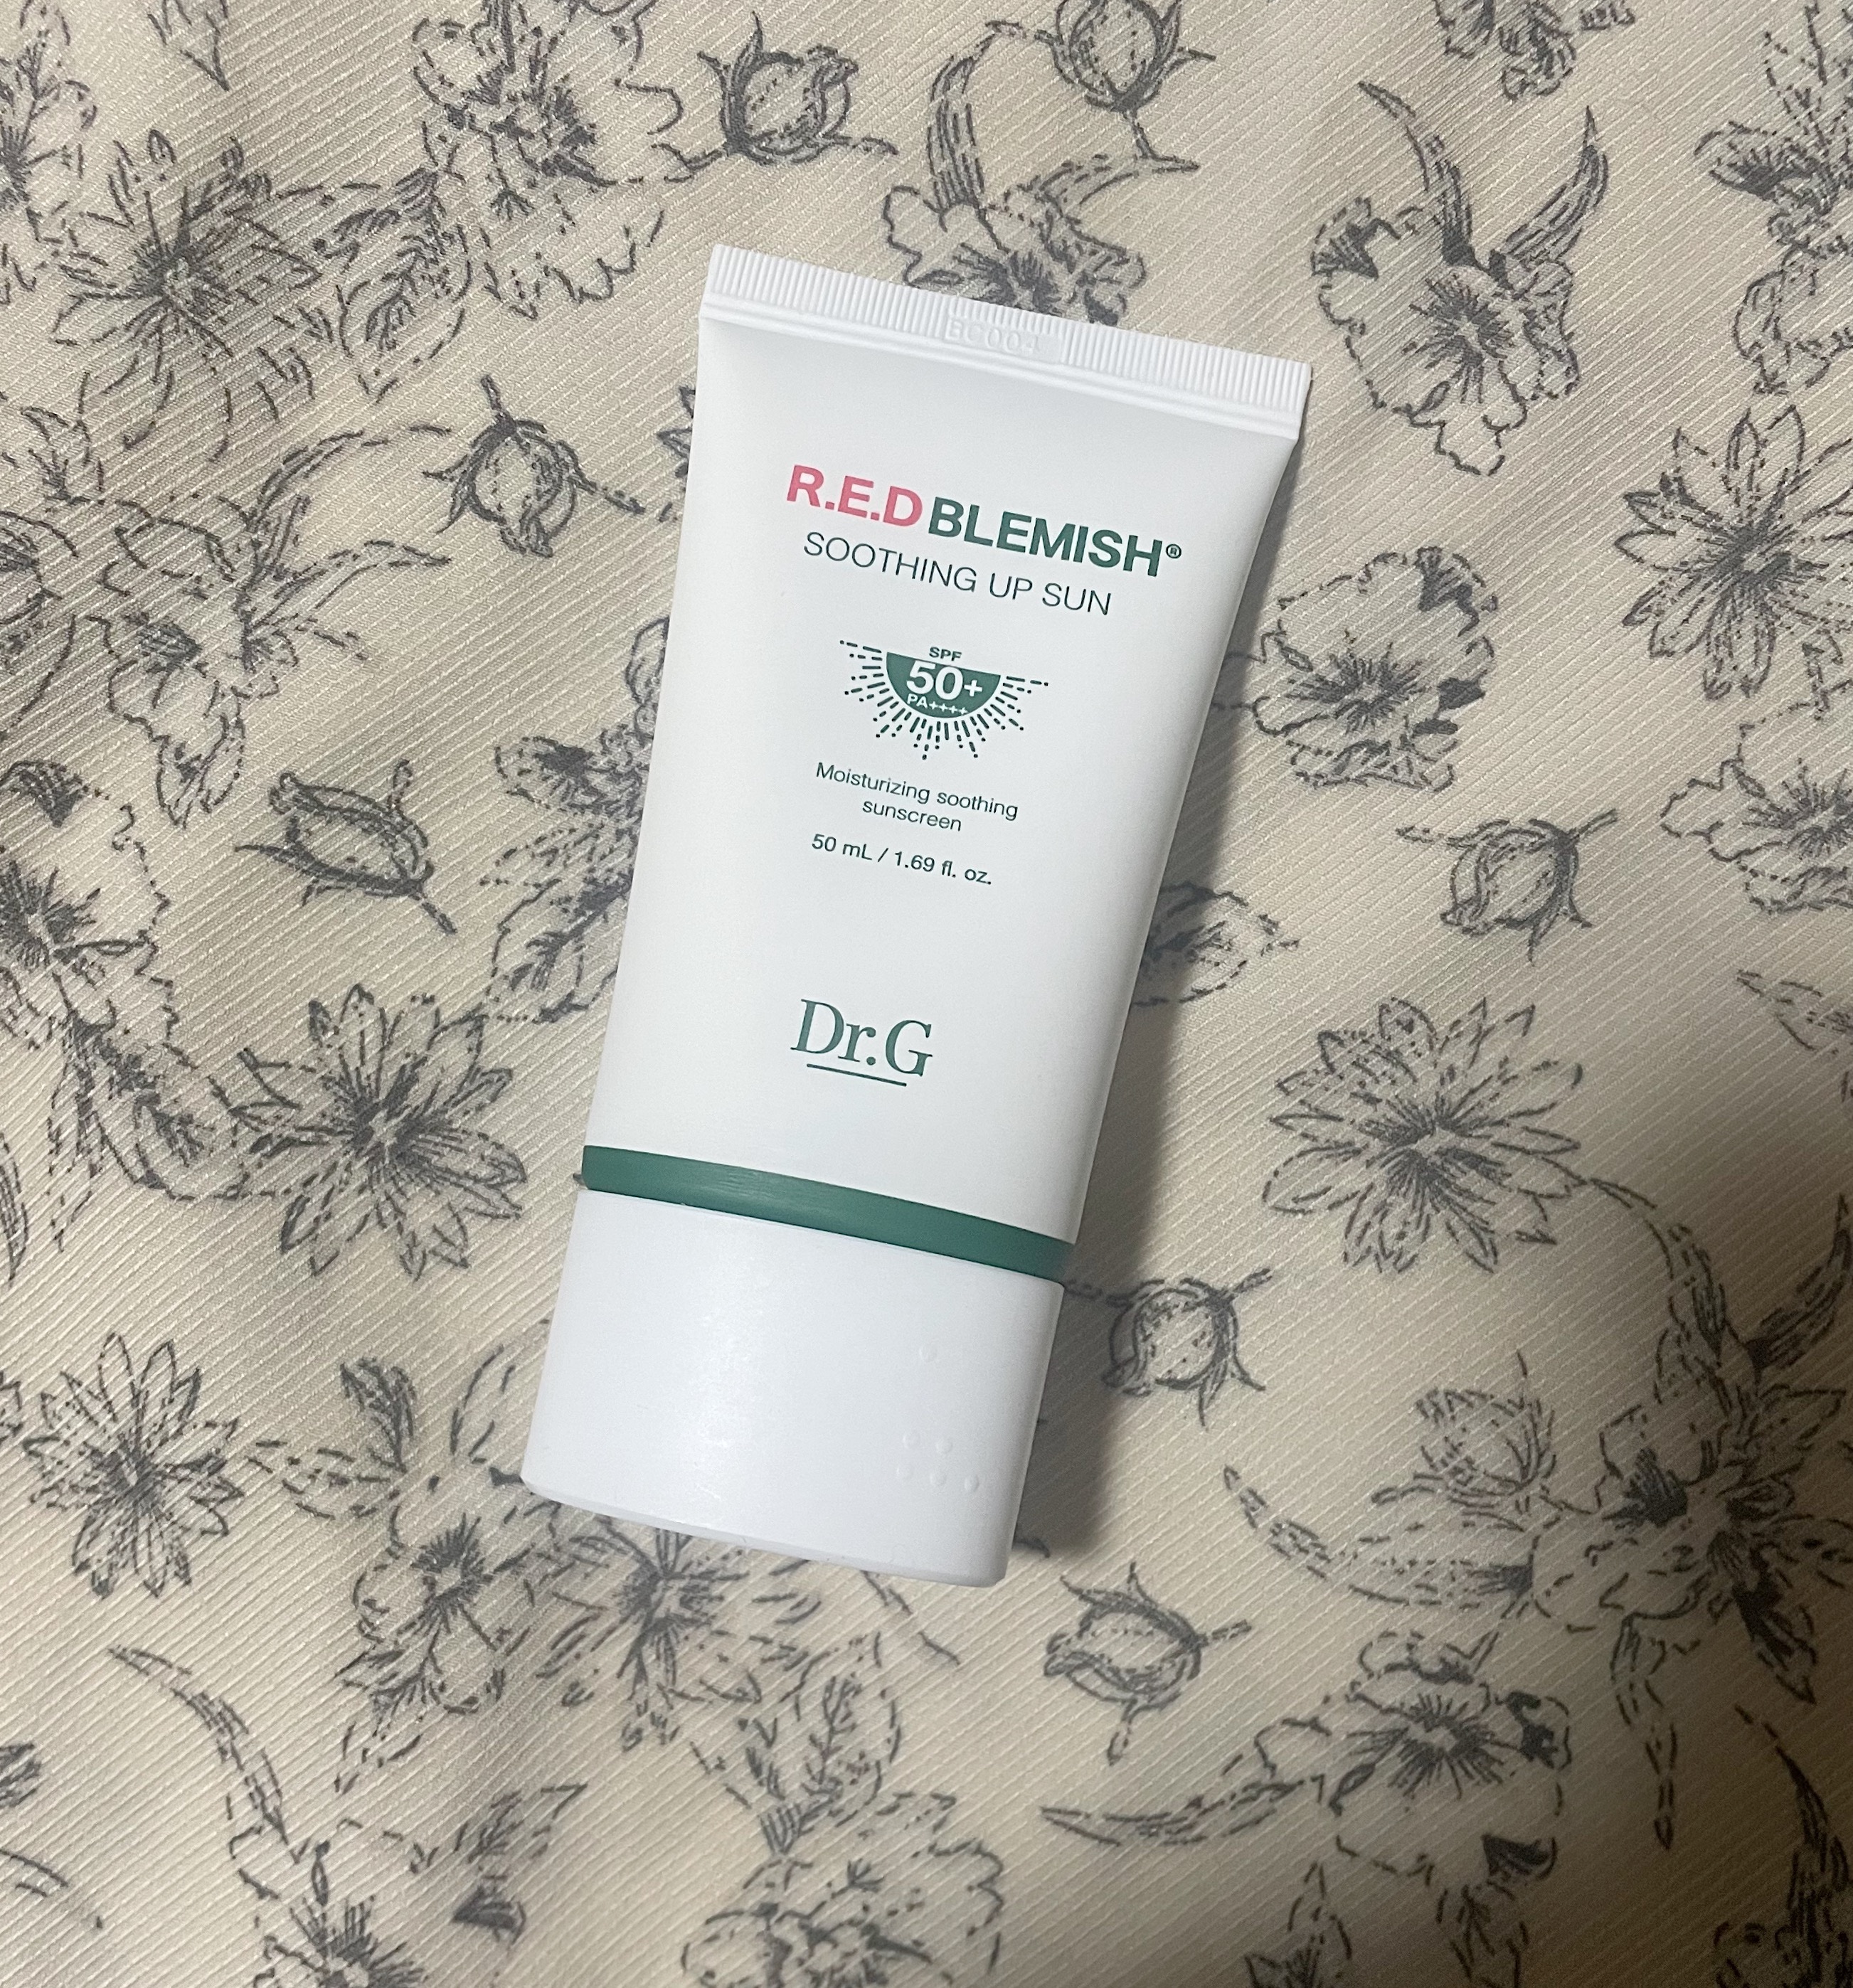 BC004
R.E.D BLEMISH®
SOOTHING UP SUN
SPF
50+
PA++++
Moisturizing soothing
sunscreen
50 mL / 1.69 fl. oz.
Dr.G